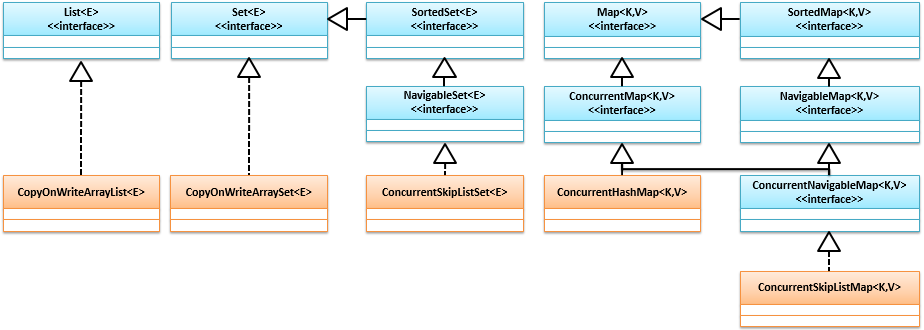 List<E>
<<interface>>
Set<E>
<<interface>>
SortedSet<E>
<<interface>>
Map<K,V>
<<interface>>
SortedMap<K,V>
<<interface>>
NavigableSet<E>
<<interface>>
ConcurrentMap<K,V>
<<interface>>
NavigableMap<K,V>
<<interface>>
CopyOnWriteArrayList<E>
CopyOnWriteArraySet<E>
ConcurrentSkipListSet<E>
ConcurrentHashMap<K,V>
ConcurrentNavigableMap<K,V>
<<interface>>
ConcurrentSkipListMap<K,V>